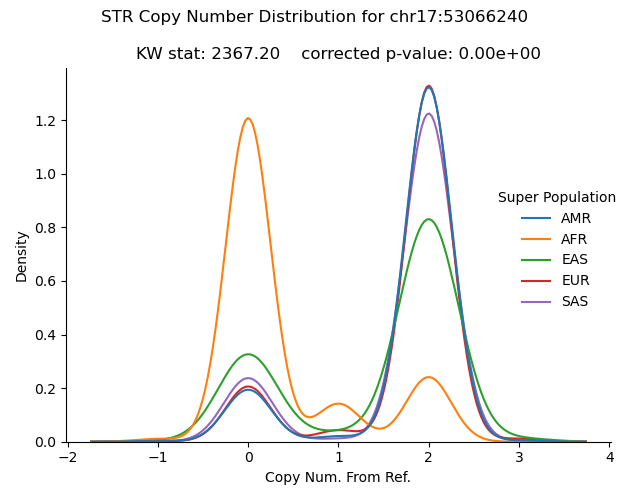 STR Copy Number Distribution for chr17:53066240
KW stat: 2367.20    corrected p-value: 0.00e+00
Density
1.2
1.0
0.8
0.6
0.4
0.2
0.0
−2
−1
0
1
2
3
4
Copy Num. From Ref.
Super Population
AMR
AFR
EAS
EUR
SAS